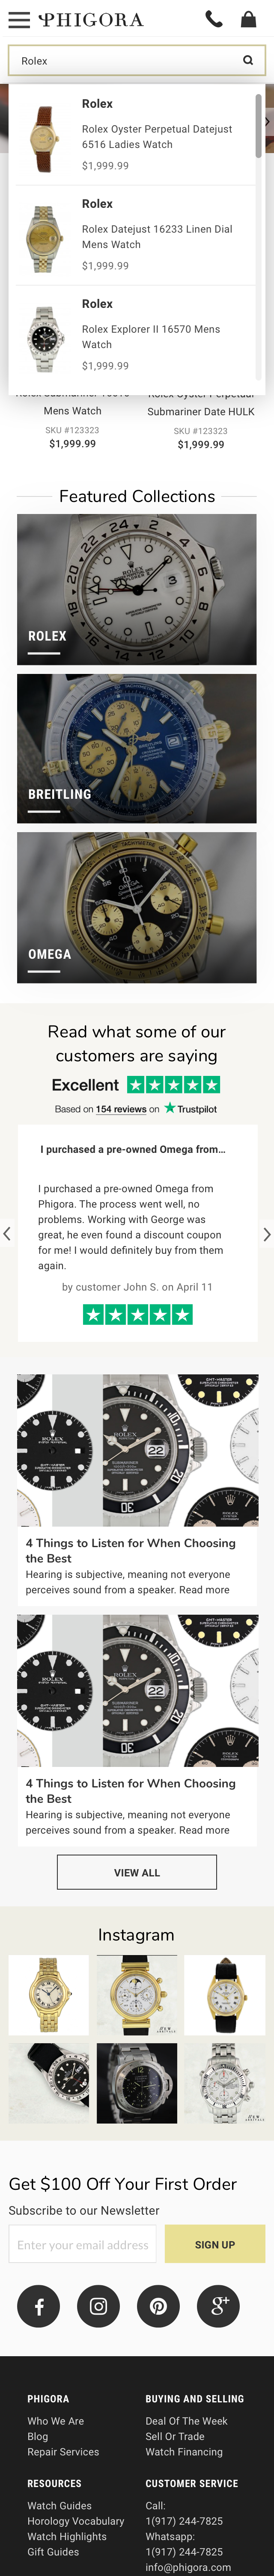 PHIGORA
Rolex
Rolex
Rolex Oyster Perpetual Datejust
6516 Ladies Watch
$1,999.99
Rolex
Rolex Datejust 16233 Linen Dial
Mens Watch
$1,999.99
Rolex
Rolex Explorer II 16570 Mens
Watch
$1,999.99
Mens Watch
SKU #123323
$1,999.99
Submariner Date HULK
SKU #123323
$1,999.99
Featured Collections
ROLEX
BREITLING
OMEGA
Read what some of our
customers are saying
Excellent
Based on 154 reviews on Trustpilot
I purchased a pre-owned Omega from...
I purchased a pre-owned Omega from
Phigora. The process went well, no
problems. Working with George was
great, he even found a discount coupon
for me! I would definitely buy from them
again.
by customer John S. on April 11
4 Things to Listen for When Choosing
the Best
Hearing is subjective, meaning not everyone
perceives sound from a speaker. Read more
4 Things to Listen for When Choosing
the Best
Hearing is subjective, meaning not everyone
perceives sound from a speaker. Read more
VIEW ALL
Instagram
Get $100 Off Your First Order
Subscribe to our Newsletter
Enter your email address
SIGN UP
PHIGORA
Who We Are
Blog
Repair Services
BUYING AND SELLING
Deal Of The Week
Sell Or Trade
Watch Financing
RESOURCES
Watch Guides
Horology Vocabulary
Watch Highlights
Gift Guides
CUSTOMER SERVICE
Call:
1(917) 244-7825
Whatsapp:
1(917) 244-7825
info@phigora.com